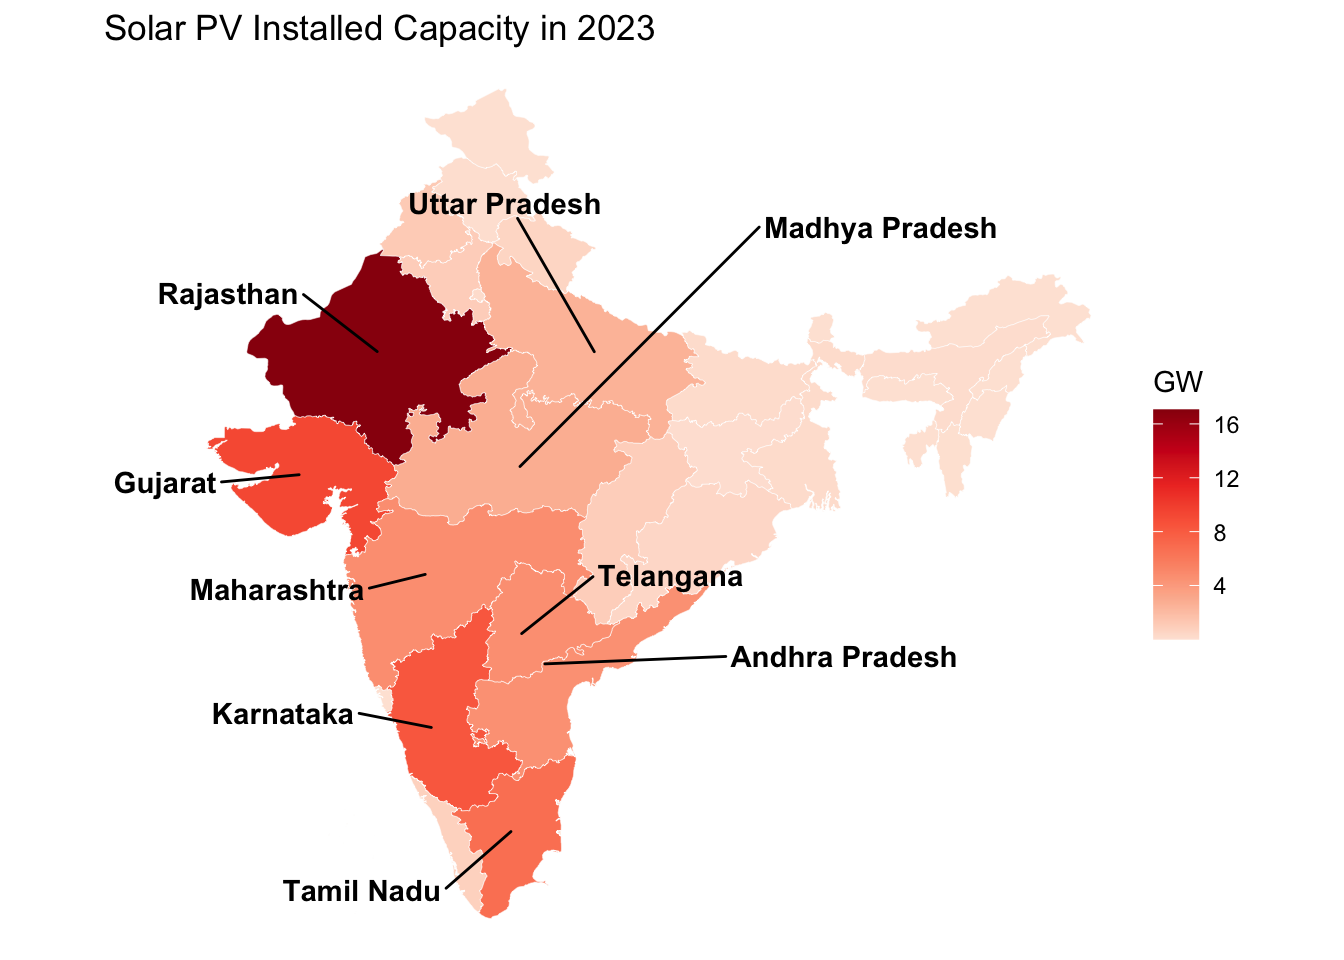 Solar PV Installed Capacity in 2023
Uttar Pradesh
Madhya Pradesh
Rajasthan
Gujarat
Maharashtra
Telangana
Andhra Pradesh
Karnataka
Tamil Nadu
GW
16
12
8
4